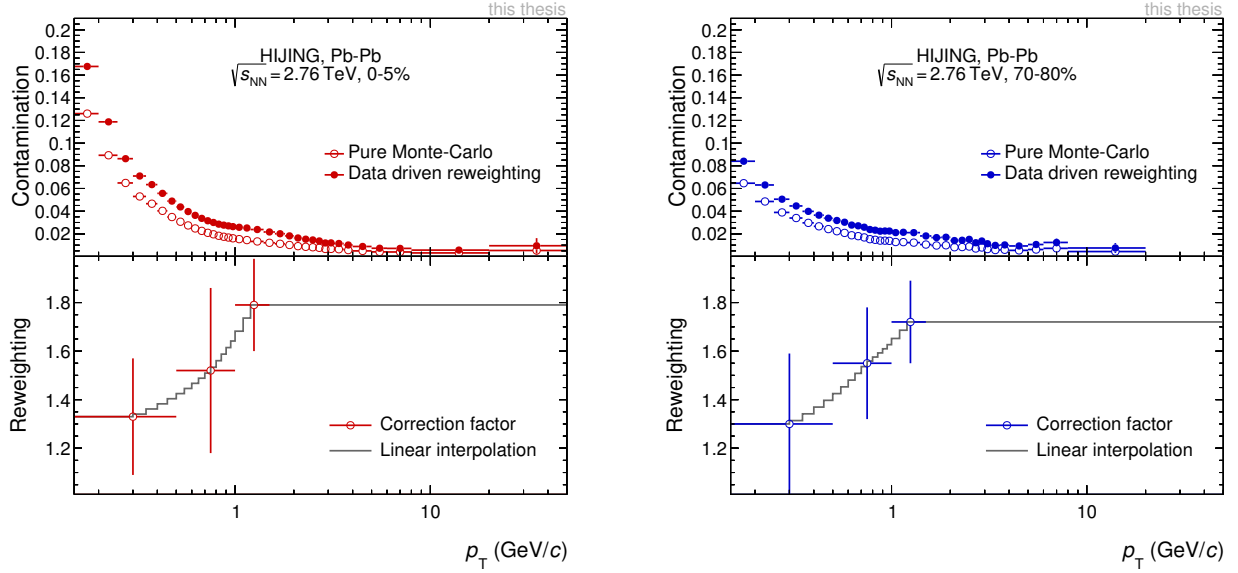 this thesis
HIJING, Pb-Pb
√sNN = 2.76 TeV, 0-5%
Pure Monte-Carlo
Data driven reweighting
Contamination
0.2
0.18
0.16
0.14
0.12
0.1
0.08
0.06
0.04
0.02
Reweighting
1.8
1.6
1.4
1.2
Correction factor
Linear interpolation
1
10
pT (GeV/c)
this thesis
HIJING, Pb-Pb
√sNN = 2.76 TeV, 70-80%
Pure Monte-Carlo
Data driven reweighting
Contamination
0.2
0.18
0.16
0.14
0.12
0.1
0.08
0.06
0.04
0.02
Reweighting
1.8
1.6
1.4
1.2
Correction factor
Linear interpolation
1
10
pT (GeV/c)